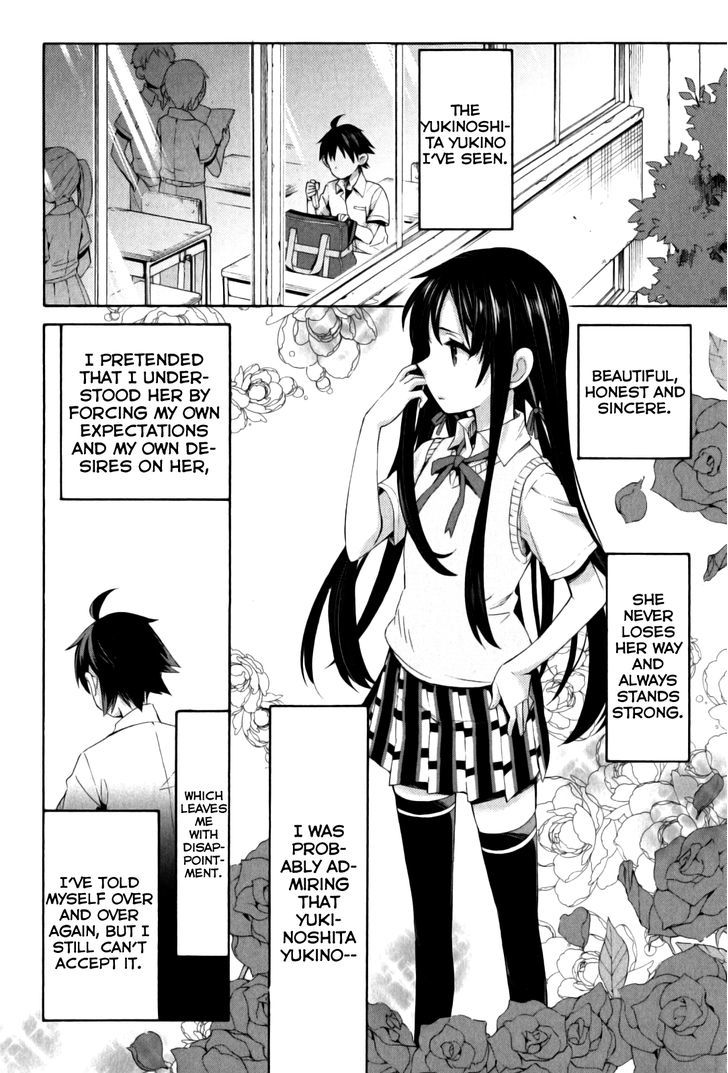 THE
YUKINOSHI-
TA YUKINO
I'VE SEEN.
BEAUTIFUL,
HONEST AND
SINCERE.
SHE
NEVER
LOSES
HER WAY
AND
ALWAYS
STANDS
STRONG.
I WAS
PROB-
ABLY AD-
MIRING
THAT
YUKI-
NOSHITA
YUKINO--
I PRETENDED
THAT I UNDER-
STOOD HER BY
FORCING MY OWN
EXPECTATIONS
AND MY OWN DE-
SIRES ON HER,
WHICH
LEAVES
ME
WITH
DISAP-
POINT-
MENT.
I'VE TOLD
MYSELF OVER
AND OVER
AGAIN, BUT I
STILL CAN'T
ACCEPT IT.